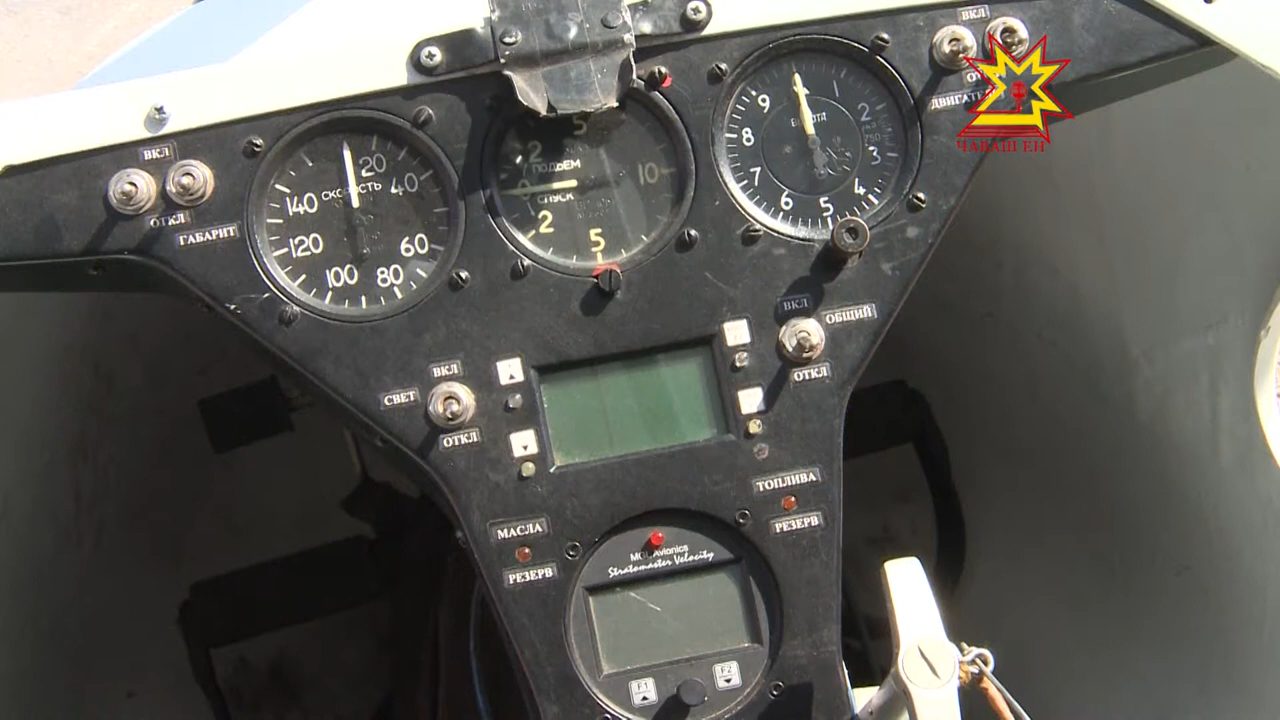 ВКЛ
ОТКЛ
ГАБАРИТ
20
40
60
80
100
120
140
СКОРОСТЬ
5
2
ПОДЪЕМ
0
10
СПУСК
2
5
1
2
3
4
5
6
7
8
9
ВЫСОТА
ВКЛ
ЧӐВАШ ЕН
ВКЛ
ОБЩИЙ
ОТКЛ
ВКЛ
СВЕТ
ОТКЛ
ТОПЛИВА
РЕЗЕРВ
МАСЛА
РЕЗЕРВ
MGL Avionics
Stratomaster Velocity
F1
F2